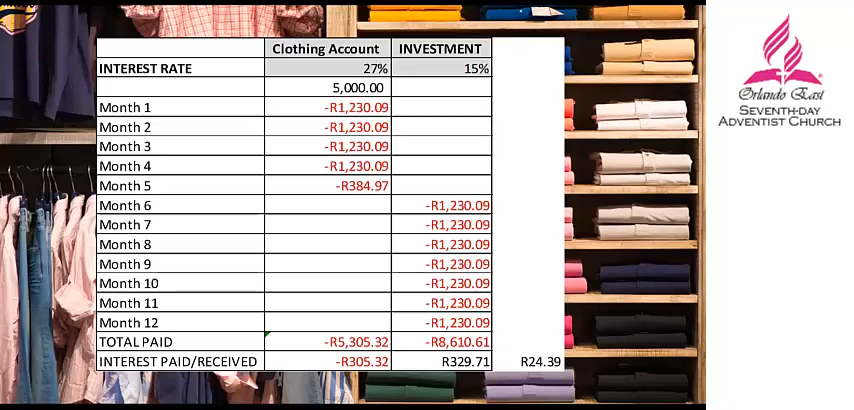 Clothing Account INVESTMENT
INTEREST RATE 27% 15%
5,000.00
Month 1 -R1,230.09
Month 2 -R1,230.09
Month 3 -R1,230.09
Month 4 -R1,230.09
Month 5 -R384.97
Month 6 -R1,230.09
Month 7 -R1,230.09
Month 8 -R1,230.09
Month 9 -R1,230.09
Month 10 -R1,230.09
Month 11 -R1,230.09
Month 12 -R1,230.09
TOTAL PAID -R5,305.32 -R8,610.61
INTEREST PAID/RECEIVED -R305.32 R329.71 R24.39
Orlando East
SEVENTH-DAY
ADVENTIST CHURCH